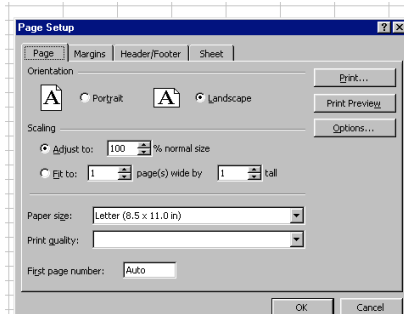 Page Setup
Page Margins Header/Footer Sheet
Orientation
A Portrait A Landscape
Print...
Print Preview
Options...
Scaling
Adjust to: 100 % normal size
Fit to: 1 page(s) wide by 1 tall
Paper size: Letter (8.5 x 11.0 in)
Print quality:
First page number: Auto
OK Cancel